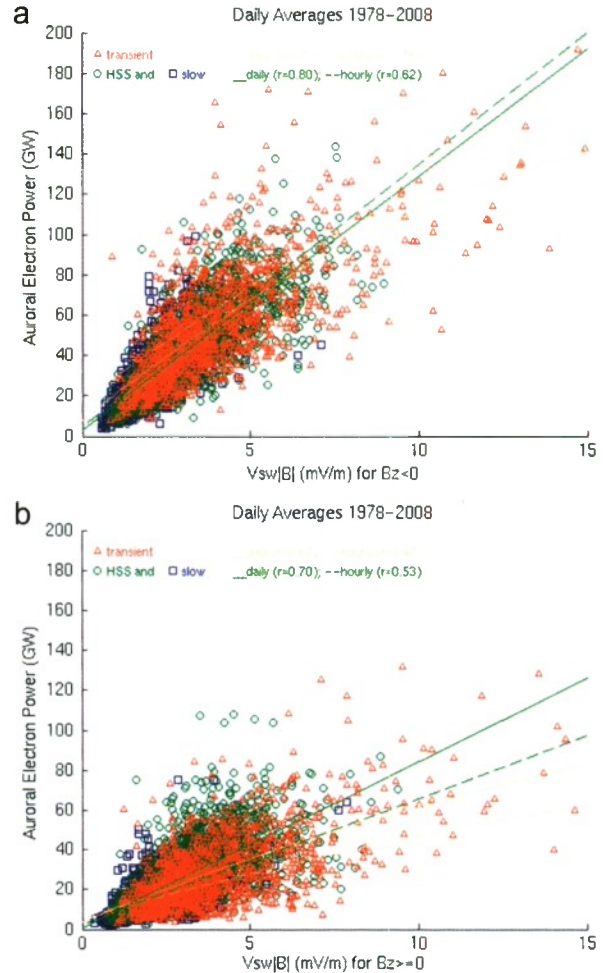 a
Daily Averages 1978-2008
transient
HSS and slow daily (r=0.80); --hourly (r=0.62)
200
180
160
140
120
100
80
60
40
20
0
Auroral Electron Power (GW)
0 5 10 15
Vsw|B| (mV/m) for Bz<0
b
Daily Averages 1978-2008
transient
HSS and slow daily (r=0.70); --hourly (r=0.53)
200
180
160
140
120
100
80
60
40
20
0
Auroral Electron Power (GW)
0 5 10 15
Vsw|B| (mV/m) for Bz>=0